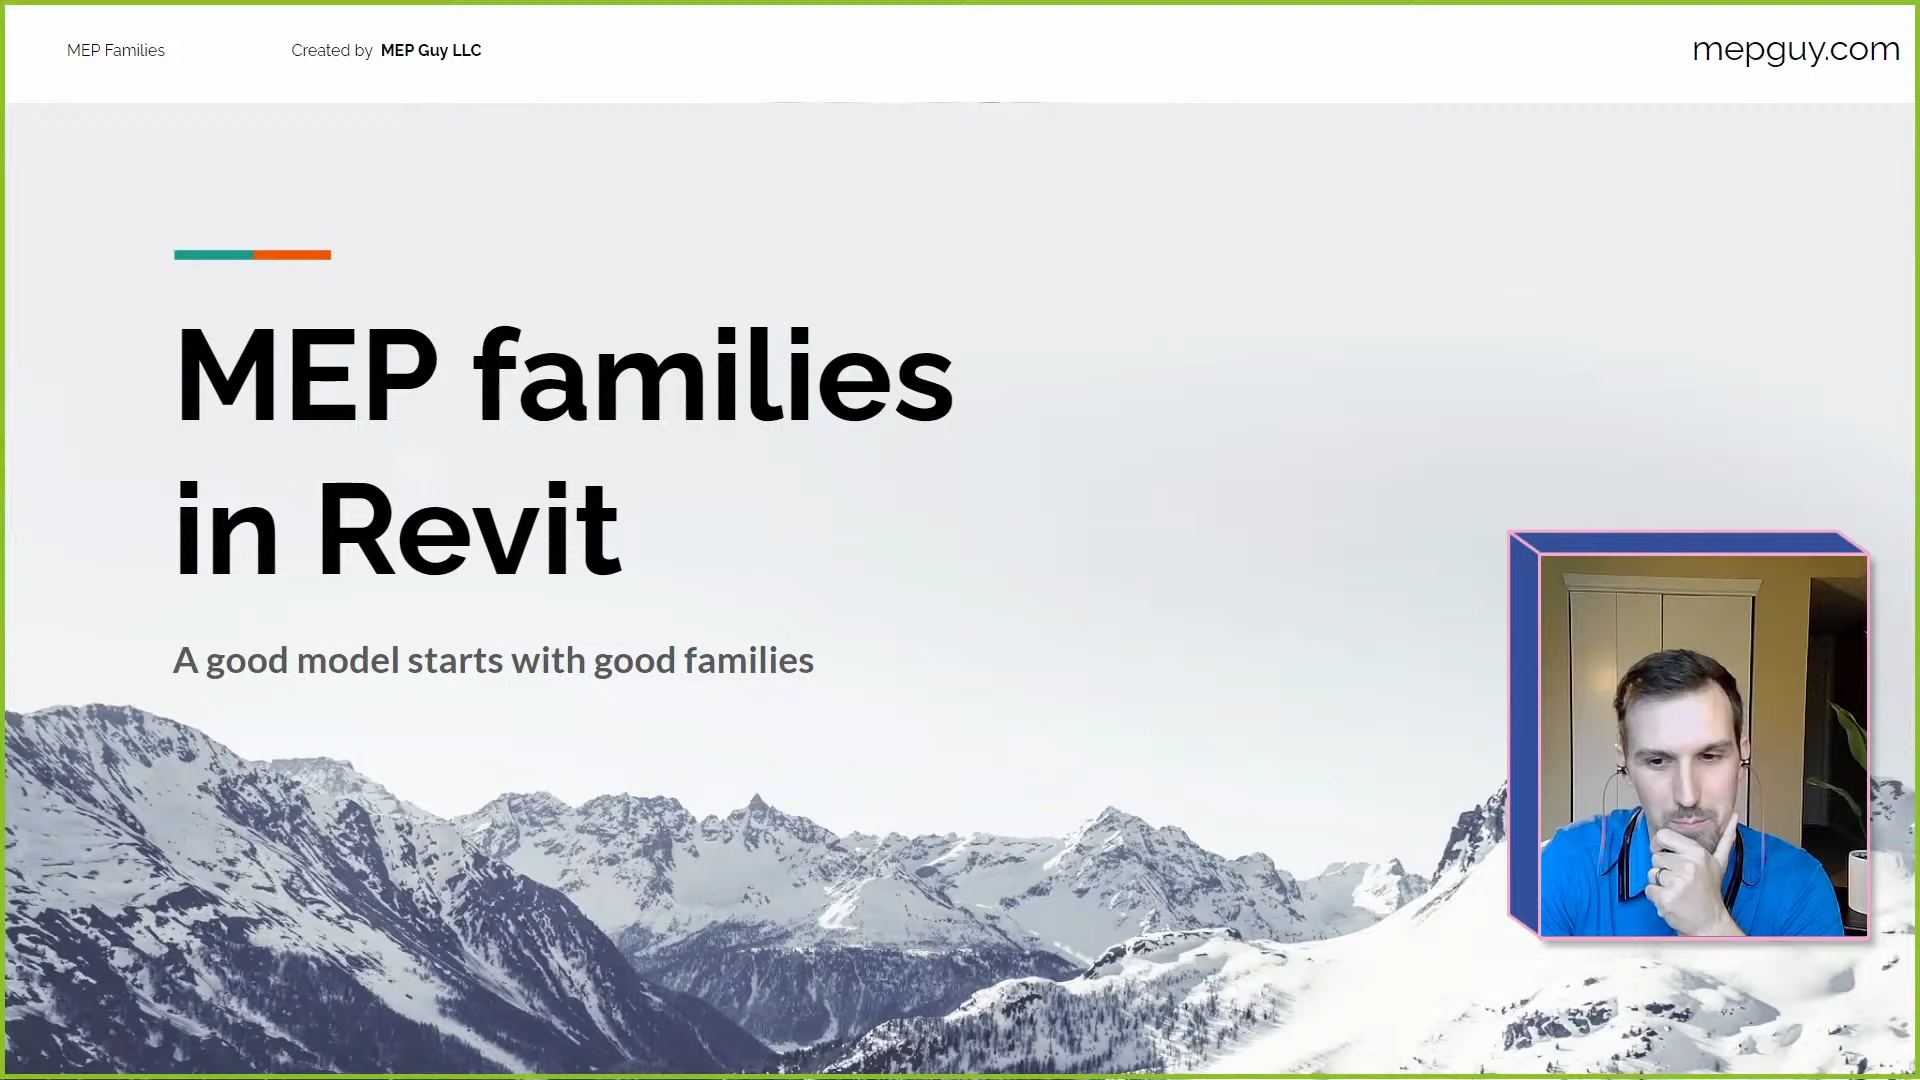 MEP Families
Created by MEP Guy LLC
mepguy.com
MEP families
in Revit
A good model starts with good families